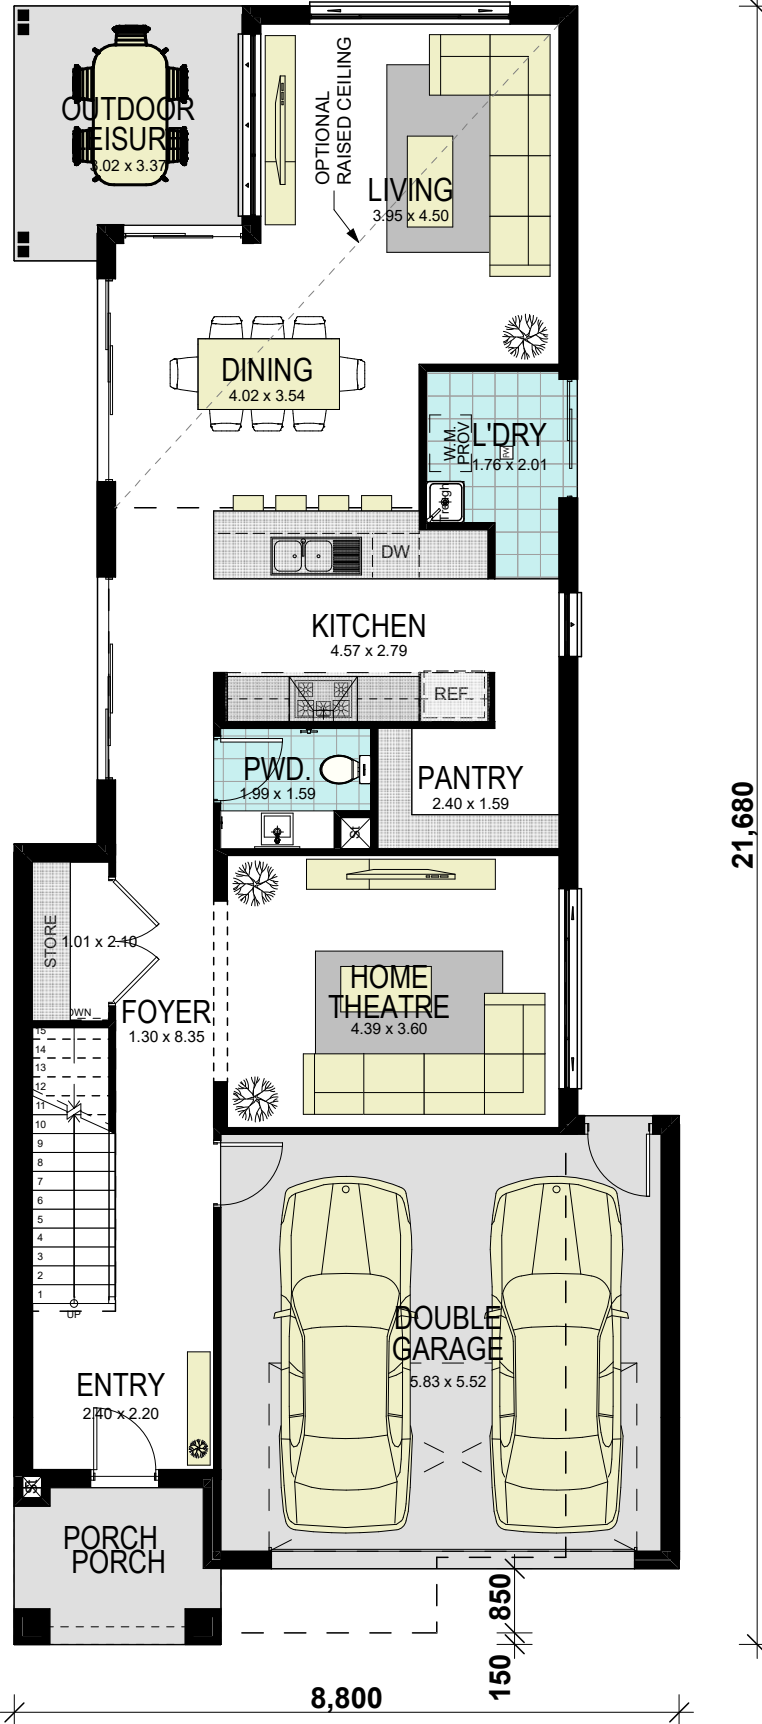 OUTDOOR
LEISURE
3.02 x 3.37
OPTIONAL
RAISED CEILING
LIVING
3.95 x 4.50
DINING
4.02 x 3.54
W.M.
PROV
L'DRY
FW
1.76 x 2.01
Trough
DW
KITCHEN
4.57 x 2.79
REF.
PWD.
1.99 x 1.59
St
PANTRY
2.40 x 1.59
21,680
STORE
1.01 x 2.10
HOME
THEATRE
4.39 x 3.60
FOYER
1.30 x 8.35
15
14
13
12
11
10
9
8
7
6
5
4
3
2
1
UP
DOUBLE
GARAGE
5.83 x 5.52
ENTRY
2.40 x 2.20
St
PORCH
PORCH
850
150
8,800